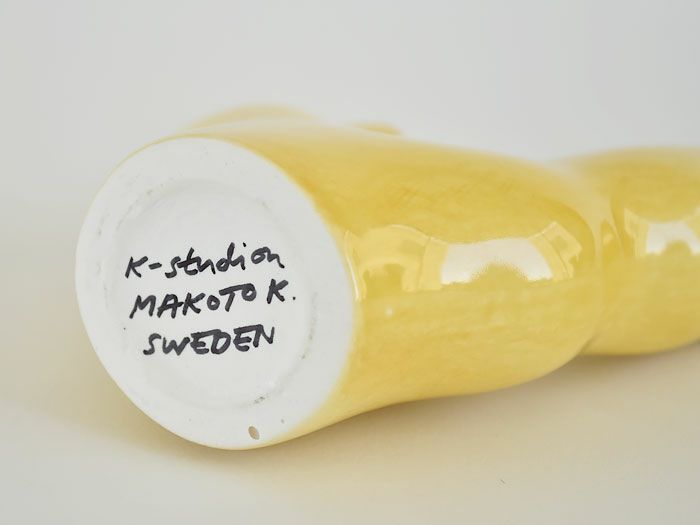 K-studion
MAKOTO K.
SWEDEN